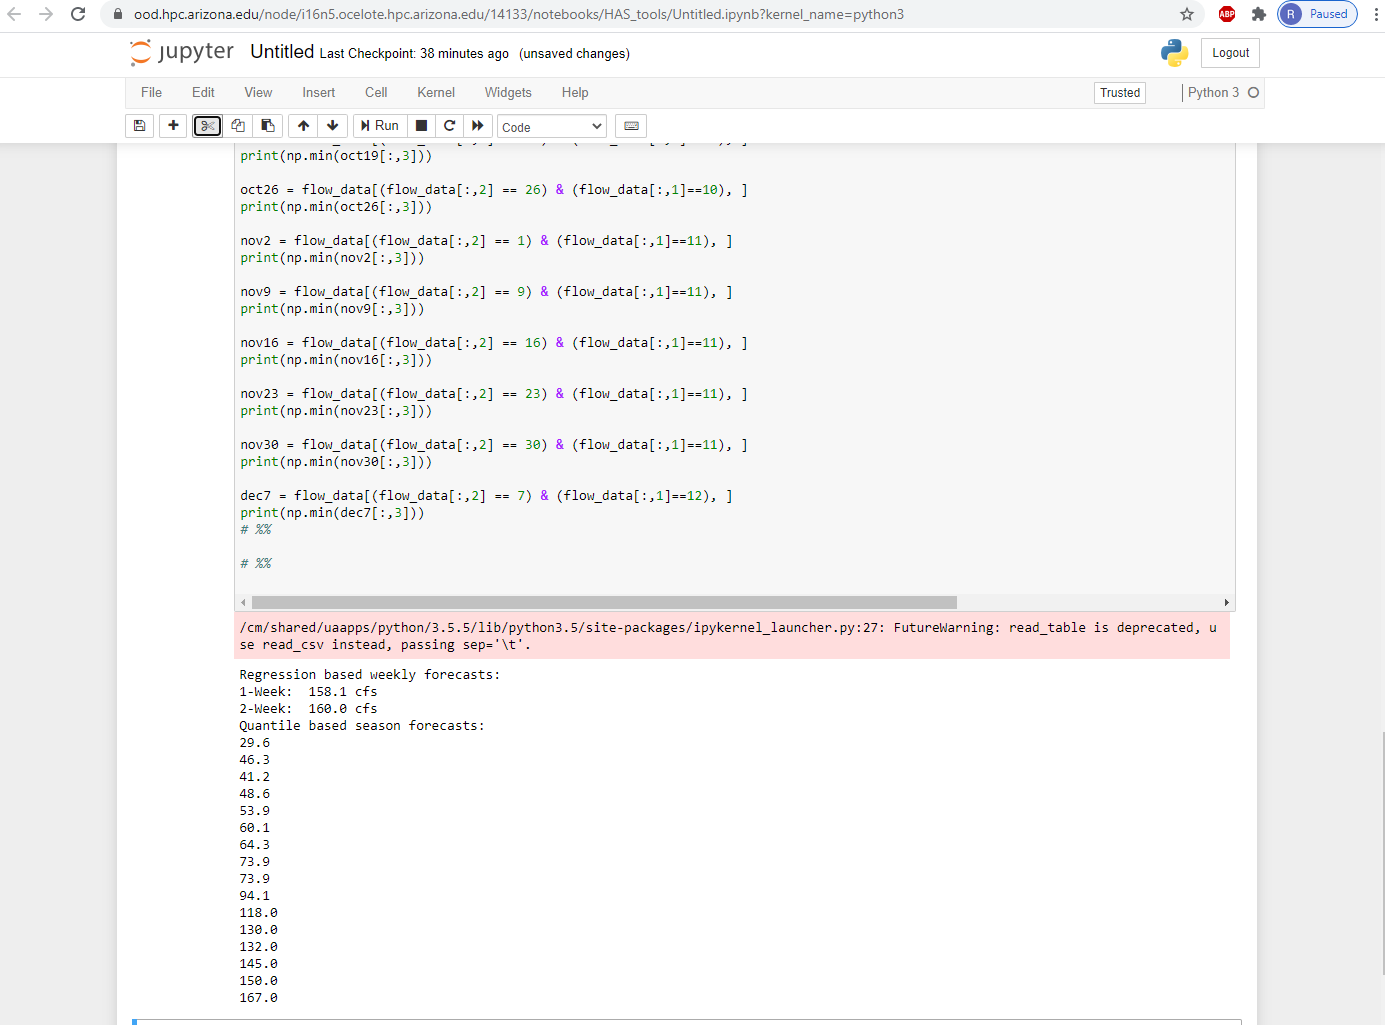 ood.hpc.arizona.edu/node/i16n5.ocelote.hpc.arizona.edu/14133/notebooks/HAS_tools/Untitled.ipynb?kernel_name=python3
ABP
R Paused
jupyter Untitled Last Checkpoint: 38 minutes ago (unsaved changes)
Logout
File Edit View Insert Cell Kernel Widgets Help
Trusted
Python 3
Run
Code
print(np.min(oct19[:,3]))
oct26 = flow_data[(flow_data[:,2] == 26) & (flow_data[:,1]==10), ]
print(np.min(oct26[:,3]))
nov2 = flow_data[(flow_data[:,2] == 1) & (flow_data[:,1]==11), ]
print(np.min(nov2[:,3]))
nov9 = flow_data[(flow_data[:,2] == 9) & (flow_data[:,1]==11), ]
print(np.min(nov9[:,3]))
nov16 = flow_data[(flow_data[:,2] == 16) & (flow_data[:,1]==11), ]
print(np.min(nov16[:,3]))
nov23 = flow_data[(flow_data[:,2] == 23) & (flow_data[:,1]==11), ]
print(np.min(nov23[:,3]))
nov30 = flow_data[(flow_data[:,2] == 30) & (flow_data[:,1]==11), ]
print(np.min(nov30[:,3]))
dec7 = flow_data[(flow_data[:,2] == 7) & (flow_data[:,1]==12), ]
print(np.min(dec7[:,3]))
# %%
# %%
/cm/shared/uaapps/python/3.5.5/lib/python3.5/site-packages/ipykernel_launcher.py:27: FutureWarning: read_table is deprecated, u
se read_csv instead, passing sep='\t'.
Regression based weekly forecasts:
1-Week:  158.1 cfs
2-Week:  160.0 cfs
Quantile based season forecasts:
29.6
46.3
41.2
48.6
53.9
60.1
64.3
73.9
73.9
94.1
118.0
130.0
132.0
145.0
150.0
167.0